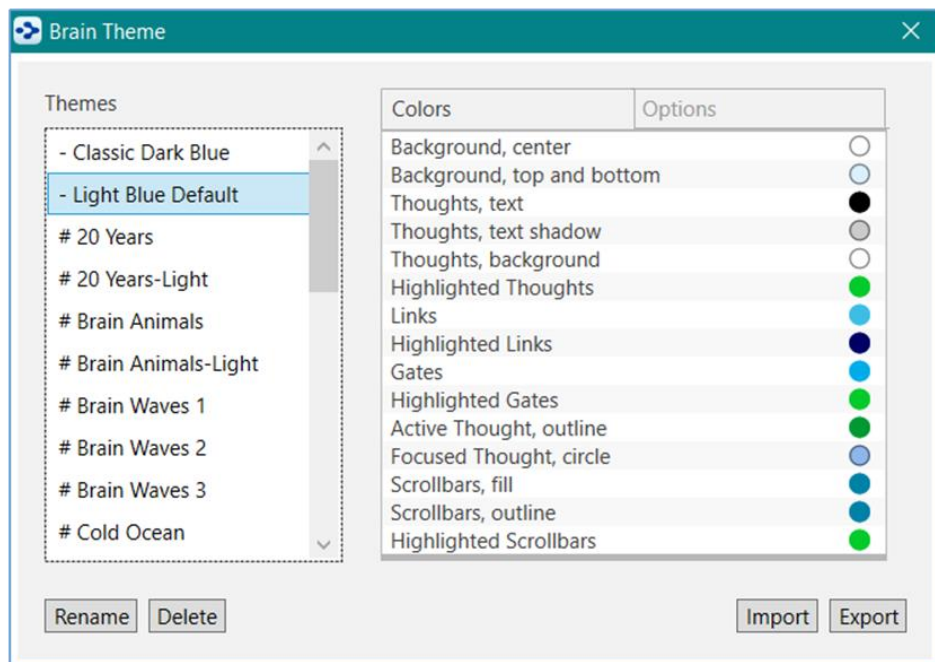 Brain Theme
Themes
- Classic Dark Blue
- Light Blue Default
# 20 Years
# 20 Years-Light
# Brain Animals
# Brain Animals-Light
# Brain Waves 1
# Brain Waves 2
# Brain Waves 3
# Cold Ocean
Rename Delete
Colors Options
Background, center
Background, top and bottom
Thoughts, text
Thoughts, text shadow
Thoughts, background
Highlighted Thoughts
Links
Highlighted Links
Gates
Highlighted Gates
Active Thought, outline
Focused Thought, circle
Scrollbars, fill
Scrollbars, outline
Highlighted Scrollbars
Import Export